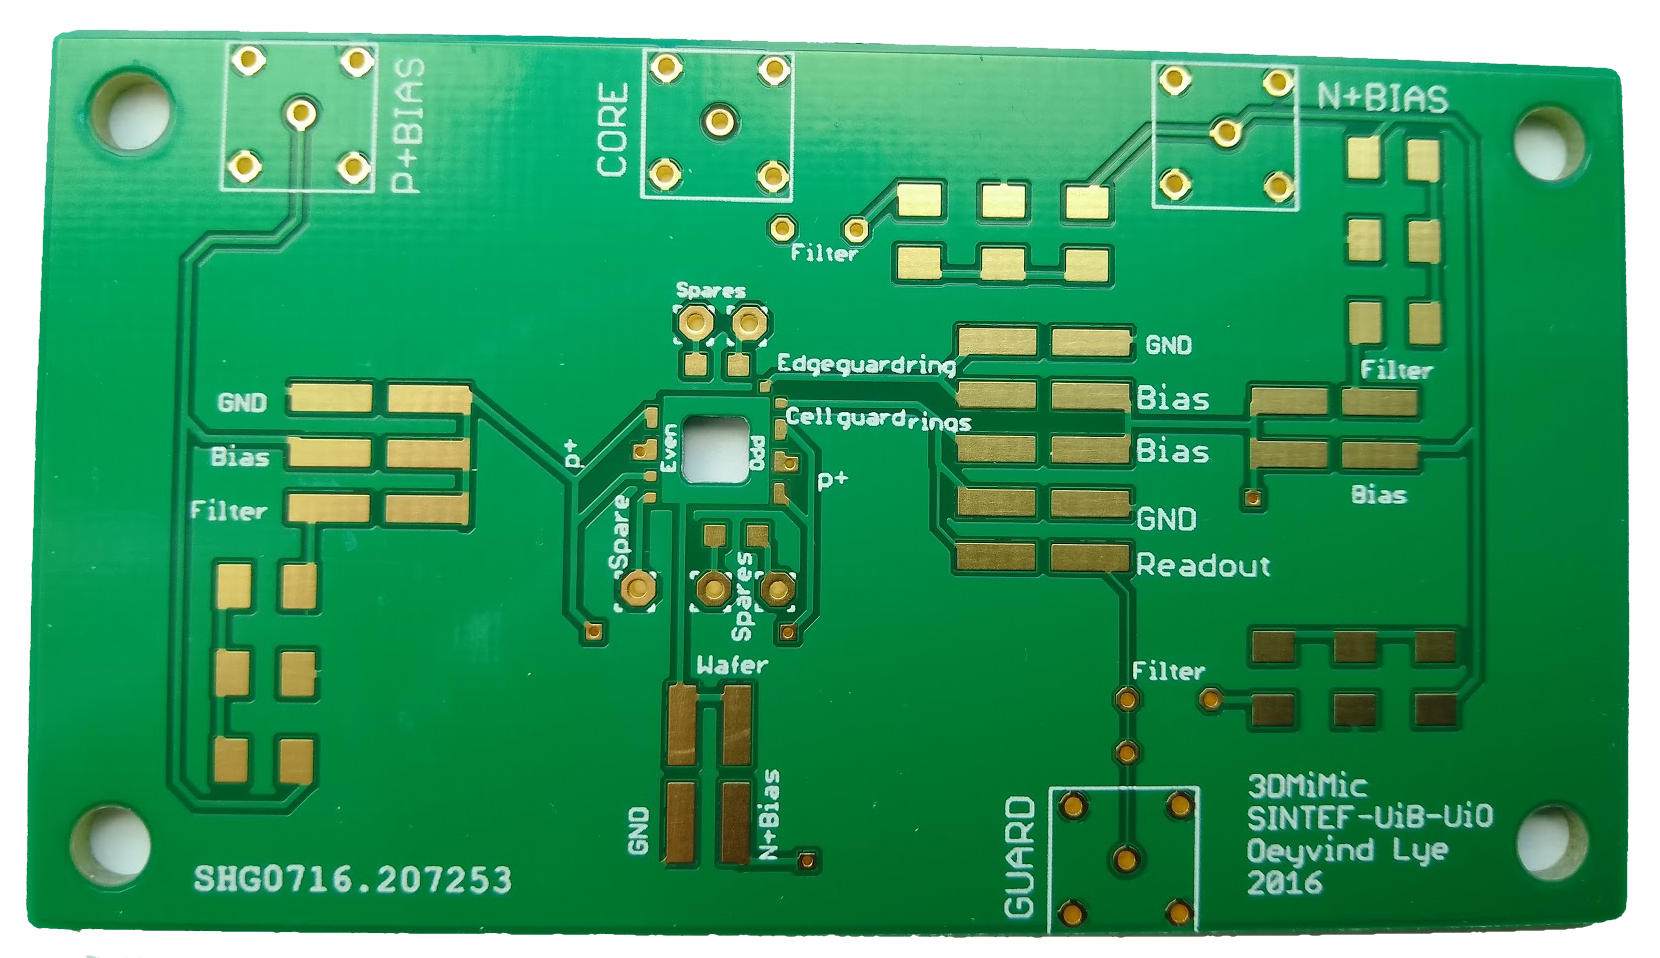 P+BIAS
CORE
N+BIAS
Filter
Spares
Edgeguardring
GND
Filter
GND
Cellguardrings
Bias
Bias
P+
Even
Odd
P+
Bias
Bias
Filter
Spare
GND
Readout
Spares
Wafer
Filter
GND
N+Bias
GUARD
3DMiMic
SINTEF-UiB-UiO
Oeyvind Lye
2016
SHG0716.207253